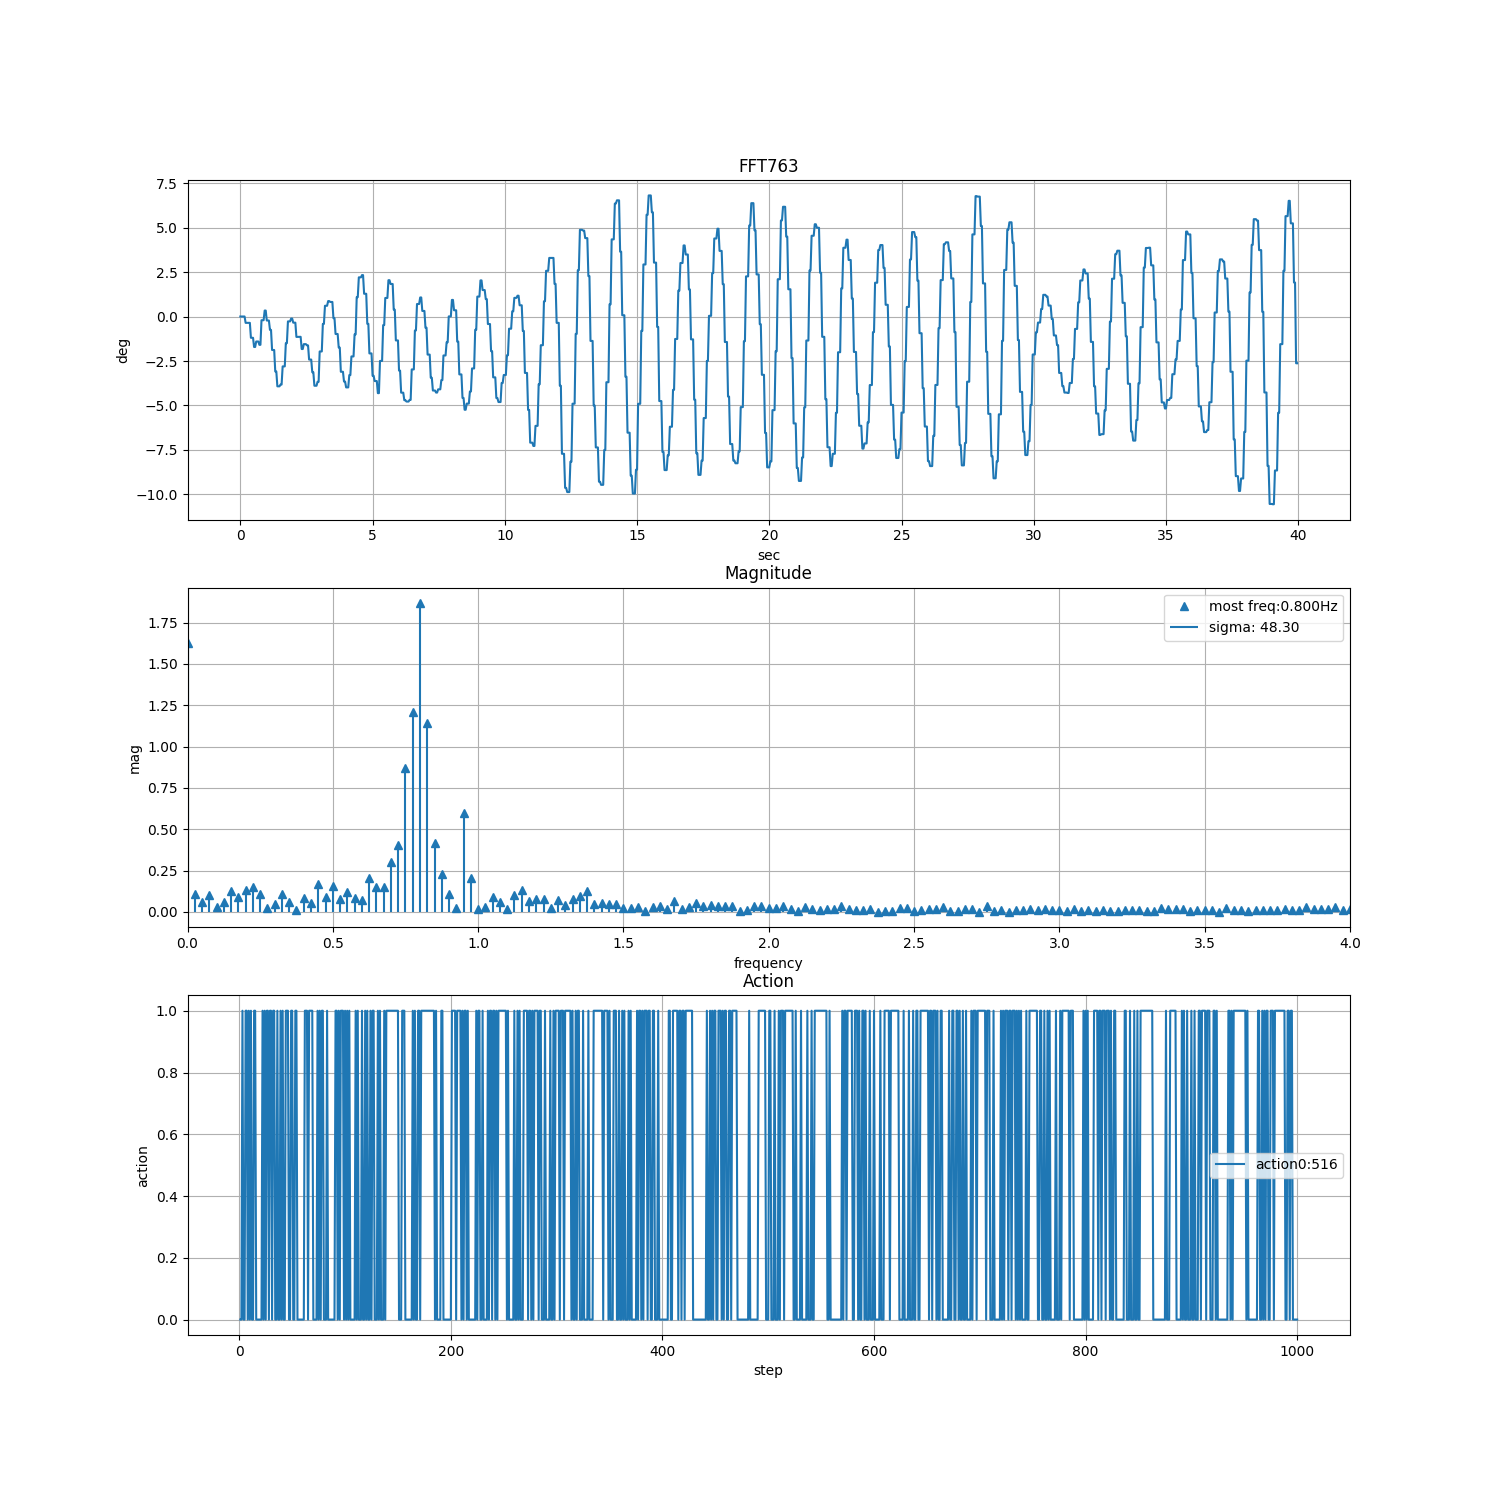 FFT763
7.5
5.0
2.5
0.0
−2.5
−5.0
−7.5
−10.0
deg
0 5 10 15 20 25 30 35 40
sec
Magnitude
1.75
1.50
1.25
1.00
0.75
0.50
0.25
0.00
mag
most freq:0.800Hz
sigma: 48.30
0.0 0.5 1.0 1.5 2.0 2.5 3.0 3.5 4.0
frequency
Action
1.0
0.8
0.6
0.4
0.2
0.0
action
action0:516
0 200 400 600 800 1000
step